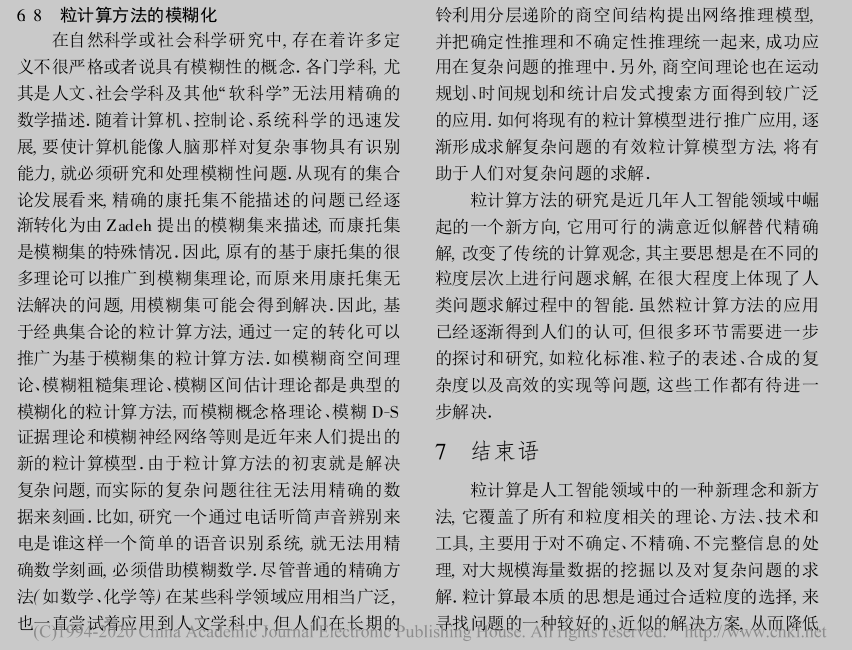 6 8 粒计算方法的模糊化
在自然科学或社会科学研究中, 存在着许多定
义不很严格或者说具有模糊性的概念. 各门学科, 尤
其是人文、社会学科及其他“软科学”无法用精确的
数学描述. 随着计算机、控制论、系统科学的迅速发
展, 要使计算机能像人脑那样对复杂事物具有识别
能力, 就必须研究和处理模糊性问题. 从现有的集合
论发展看来, 精确的康托集不能描述的问题已经逐
渐转化为由 Zadeh 提出的模糊集来描述, 而康托集
是模糊集的特殊情况. 因此, 原有的基于康托集的很
多理论可以推广到模糊集理论, 而原来用康托集无
法解决的问题, 用模糊集可能会得到解决. 因此, 基
于经典集合论的粒计算方法, 通过一定的转化可以
推广为基于模糊集的粒计算方法. 如模糊商空间理
论、模糊粗糙集理论、模糊区间估计理论都是典型的
模糊化的粒计算方法, 而模糊概念格理论、模糊 D-S
证据理论和模糊神经网络等则是近年来人们提出的
新的粒计算模型. 由于粒计算方法的初衷就是解决
复杂问题, 而实际的复杂问题往往无法用精确的数
据来刻画. 比如, 研究一个通过电话听筒声音辨别来
电是谁这样一个简单的语音识别系统, 就无法用精
确数学刻画, 必须借助模糊数学. 尽管普通的精确方
法(如数学、化学等) 在某些科学领域应用相当广泛,
也一直尝试着应用到人文学科中, 但人们在长期的
铃利用分层递阶的商空间结构提出网络推理模型,
并把确定性推理和不确定性推理统一起来, 成功应
用在复杂问题的推理中. 另外, 商空间理论也在运动
规划、时间规划和统计启发式搜索方面得到较广泛
的应用. 如何将现有的粒计算模型进行推广应用, 逐
渐形成求解复杂问题的有效粒计算模型方法, 将有
助于人们对复杂问题的求解.
粒计算方法的研究是近几年人工智能领域中崛
起的一个新方向, 它用可行的满意近似解替代精确
解, 改变了传统的计算观念, 其主要思想是在不同的
粒度层次上进行问题求解, 在很大程度上体现了人
类问题求解过程中的智能. 虽然粒计算方法的应用
已经逐渐得到人们的认可, 但很多环节需要进一步
的探讨和研究, 如粒化标准、粒子的表述、合成的复
杂度以及高效的实现等问题, 这些工作都有待进一
步解决.
7 结束语
粒计算是人工智能领域中的一种新理念和新方
法, 它覆盖了所有和粒度相关的理论、方法、技术和
工具, 主要用于对不确定、不精确、不完整信息的处
理, 对大规模海量数据的挖掘以及对复杂问题的求
解. 粒计算最本质的思想是通过合适粒度的选择, 来
寻找问题的一种较好的、近似的解决方案, 从而降低
(C)1994-2020 China Academic Journal Electronic Publishing House. All rights reserved. http://www.cnki.net